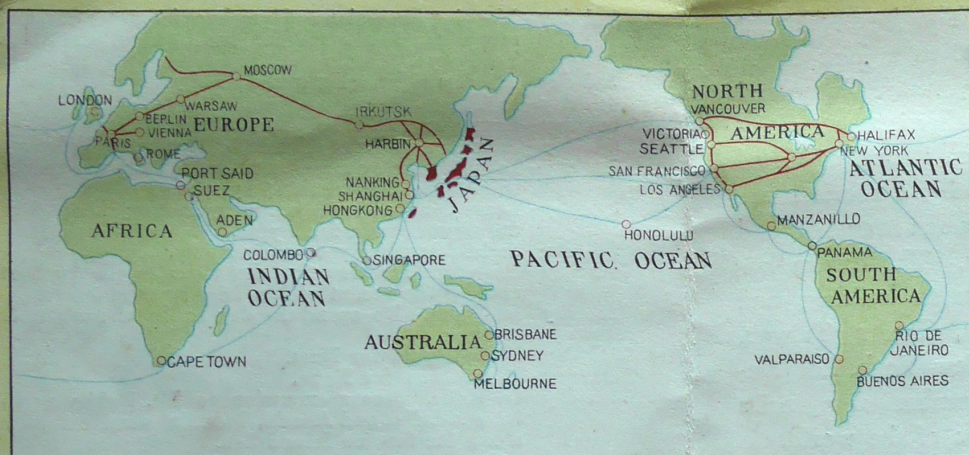 MOSCOW
LONDON
WARSAW
BERLIN
VIENNA
EUROPE
PARIS
ROME
IRKUTSK
HARBIN
JAPAN
NANKING
SHANGHAI
HONGKONG
PORT SAID
SUEZ
ADEN
AFRICA
COLOMBO
SINGAPORE
INDIAN
OCEAN
CAPE TOWN
AUSTRALIA
BRISBANE
SYDNEY
MELBOURNE
PACIFIC OCEAN
HONOLULU
NORTH
AMERICA
VANCOUVER
VICTORIA
SEATTLE
SAN FRANCISCO
LOS ANGELES
HALIFAX
NEW YORK
ATLANTIC
OCEAN
MANZANILLO
PANAMA
SOUTH
AMERICA
RIO DE
JANEIRO
VALPARAISO
BUENOS AIRES